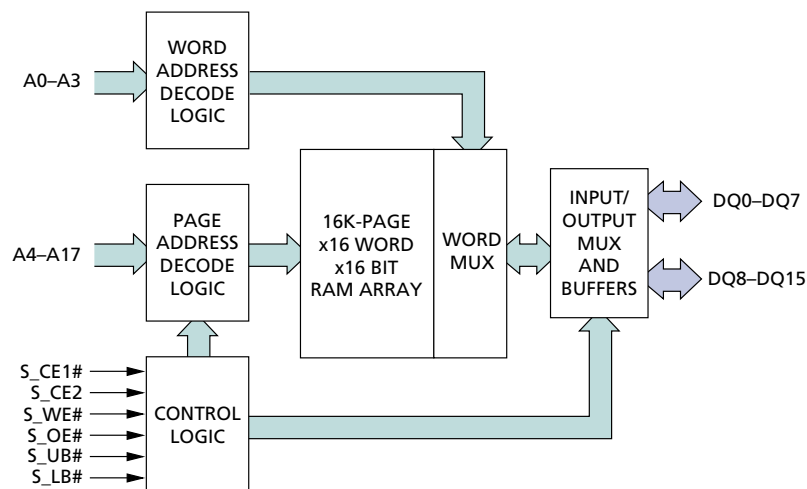 WORD
ADDRESS
DECODE
LOGIC
A0–A3
PAGE
ADDRESS
DECODE
LOGIC
A4–A17
16K-PAGE
x16 WORD
x16 BIT
RAM ARRAY
WORD
MUX
INPUT/
OUTPUT
MUX
AND
BUFFERS
DQ0–DQ7
DQ8–DQ15
S_CE1#
S_CE2
S_WE#
S_OE#
S_UB#
S_LB#
CONTROL
LOGIC